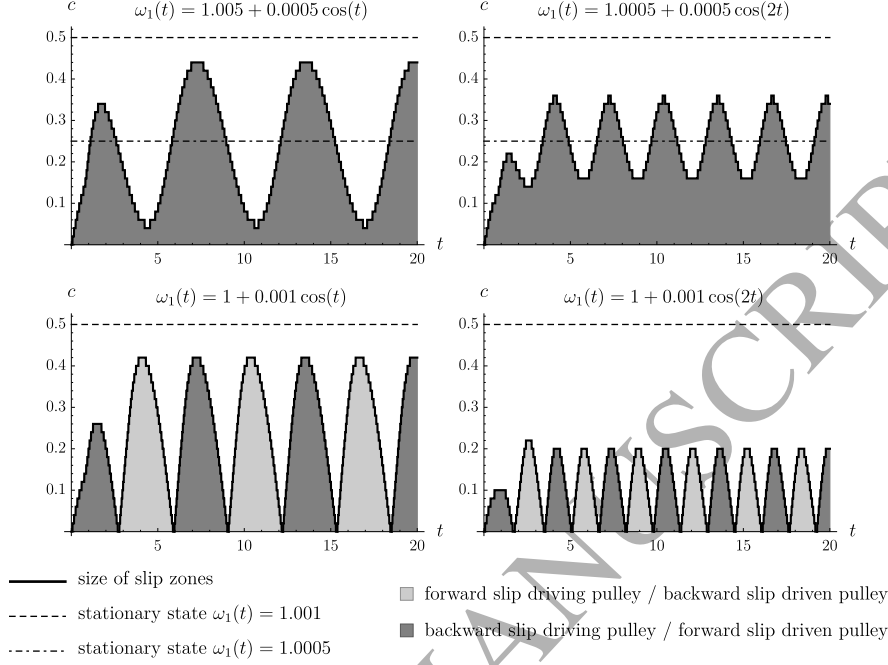 c ω₁(t) = 1.005 + 0.0005 cos(t)
0.5
0.4
0.3
0.2
0.1
5 10 15 20 t
c ω₁(t) = 1.0005 + 0.0005 cos(2t)
0.5
0.4
0.3
0.2
0.1
5 10 15 20 t
c ω₁(t) = 1 + 0.001 cos(t)
0.5
0.4
0.3
0.2
0.1
5 10 15 20 t
c ω₁(t) = 1 + 0.001 cos(2t)
0.5
0.4
0.3
0.2
0.1
5 10 15 20 t
size of slip zones
stationary state ω₁(t) = 1.001
stationary state ω₁(t) = 1.0005
forward slip driving pulley / backward slip driven pulley
backward slip driving pulley / forward slip driven pulley